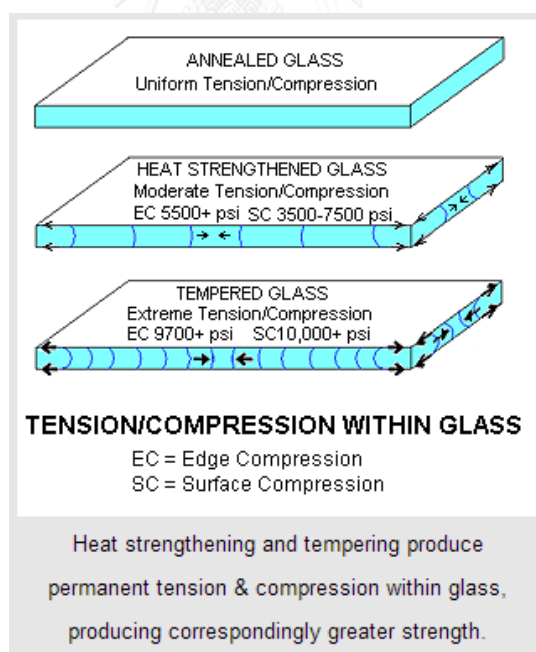 ANNEALED GLASS
Uniform Tension/Compression
HEAT STRENGTHENED GLASS
Moderate Tension/Compression
EC 5500+ psi SC 3500-7500 psi
TEMPERED GLASS
Extreme Tension/Compression
EC 9700+ psi SC10,000+ psi
TENSION/COMPRESSION WITHIN GLASS
EC = Edge Compression
SC = Surface Compression
Heat strengthening and tempering produce
permanent tension & compression within glass,
producing correspondingly greater strength.